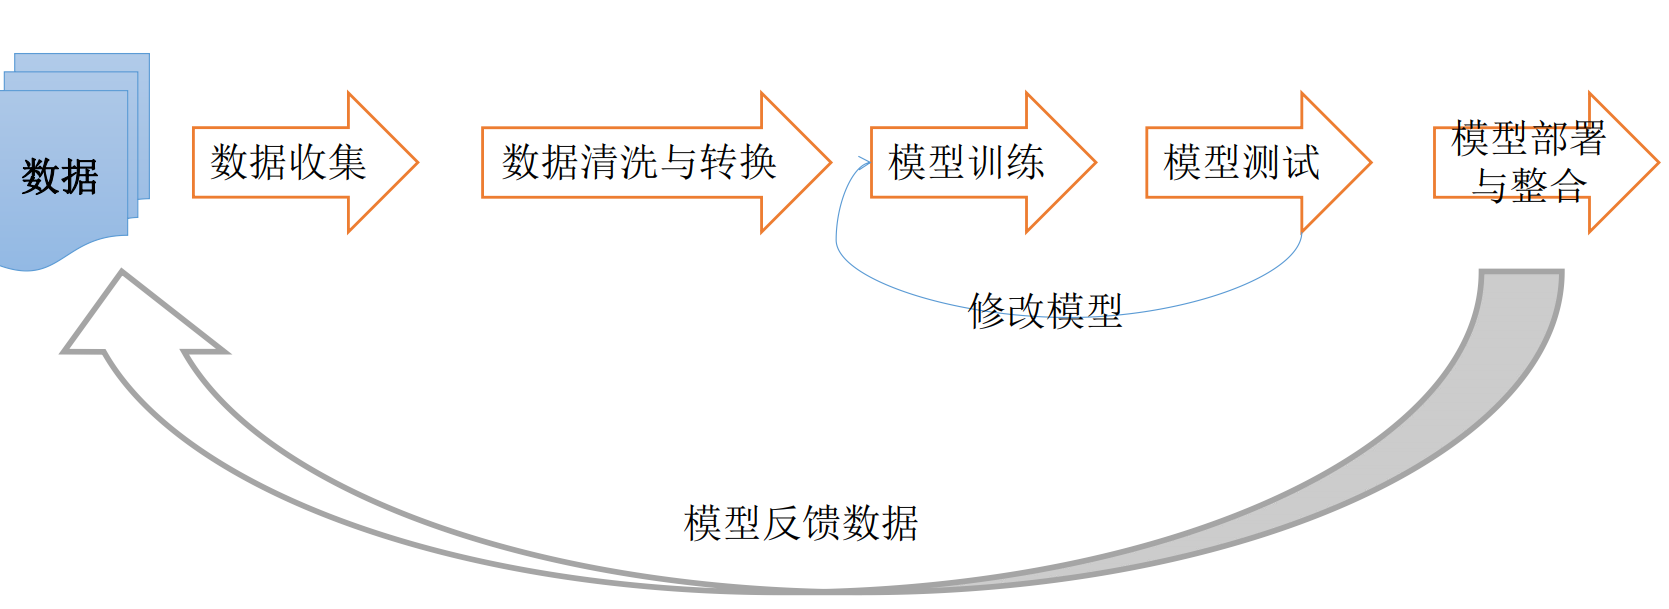 数据
数据收集
数据清洗与转换
模型训练
模型测试
模型部署
与整合
修改模型
模型反馈数据